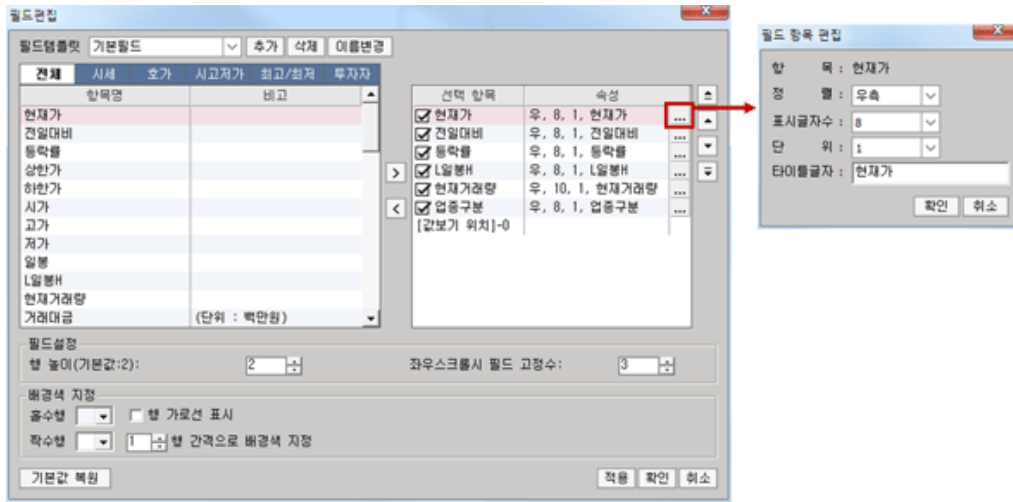 필드편집
필드템플릿 기본필드 추가 삭제 이름변경
전체 시세 호가 시고저가 최고/최저 투자자
항목명 비고
현재가
전일대비
등락률
상한가
하한가
시가
고가
저가
일봉
L일봉H
현재거래량
거래대금 (단위 : 백만원)
>
<
선택 항목 속성
현재가 우, 8, 1, 현재가 ...
전일대비 우, 8, 1, 전일대비 ...
등락률 우, 8, 1, 등락률 ...
L일봉H 우, 8, 1, L일봉H ...
현재거래량 우, 10, 1, 현재거래량 ...
업종구분 우, 8, 1, 업종구분 ...
[값보기 위치]-0
필드설정
행 높이(기본값:2): 2 좌우스크롤시 필드 고정수: 3
배경색 지정
홀수행 행 가로선 표시
짝수행 1 행 간격으로 배경색 지정
기본값 복원 적용 확인 취소
필드 항목 편집
항 목 : 현재가
정 렬 : 우측
표시글자수 : 8
단 위 : 1
타이틀글자 : 현재가
확인 취소